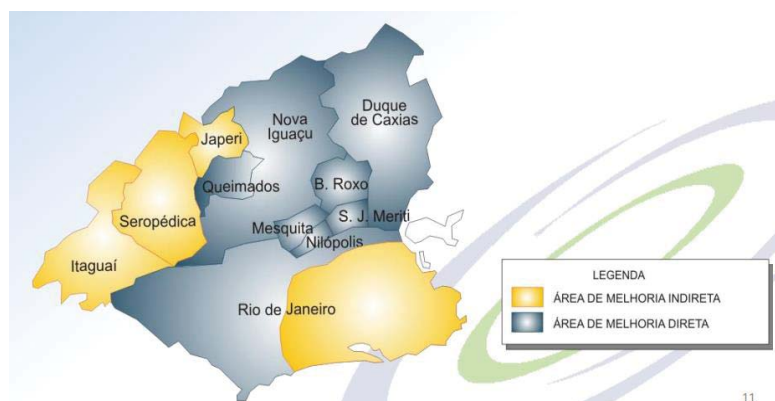 Duque
de Caxias
Nova
Iguaçu
Japeri
Queimados
B. Roxo
Seropédica
S. J. Meriti
Mesquita
Nilópolis
Itaguaí
Rio de Janeiro
LEGENDA
ÁREA DE MELHORIA INDIRETA
ÁREA DE MELHORIA DIRETA
11